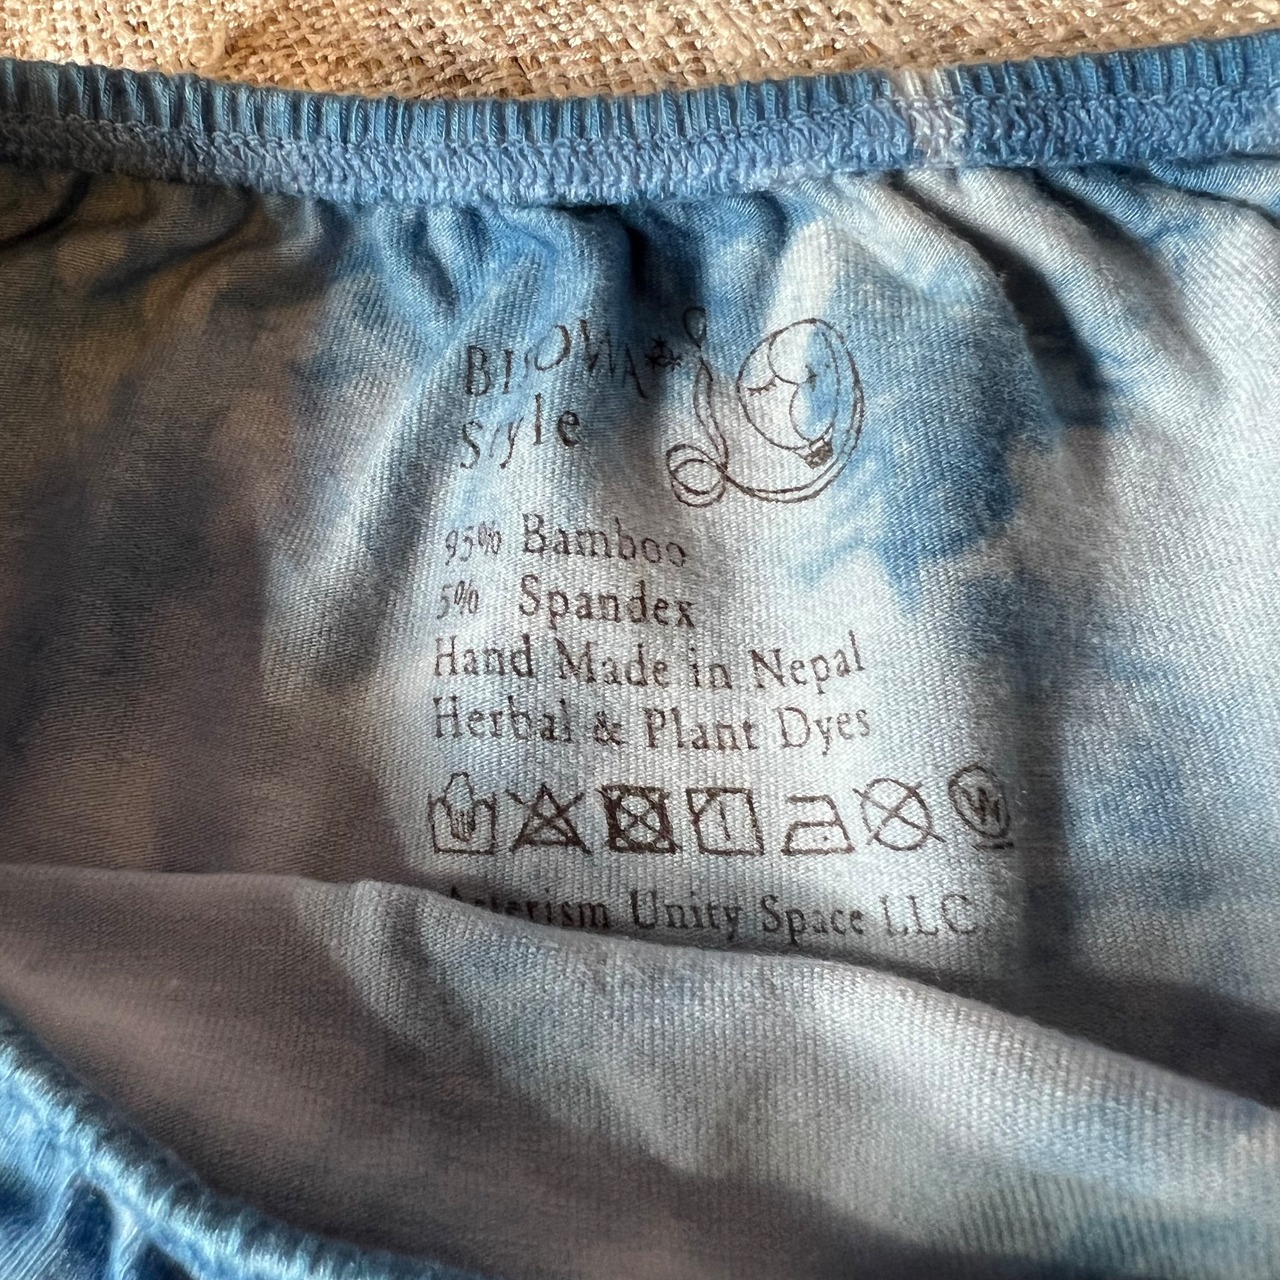 Style
95% Bamboo
5% Spandex
Hand Made in Nepal
Herbal & Plant Dyes
Asterism Unity Space LLC